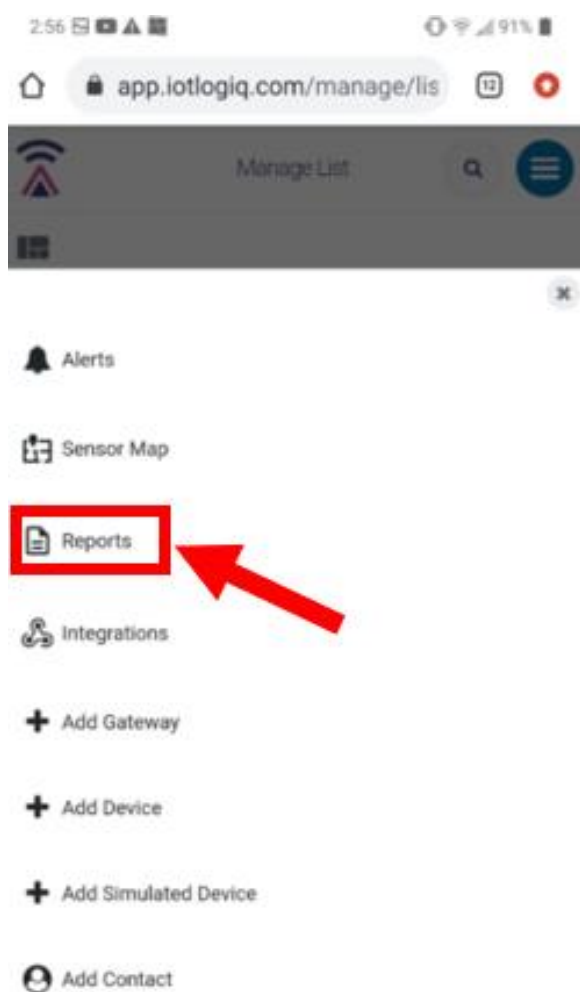 2:56 91%
app.iotlogiq.com/manage/lis 12
Manage List
Alerts
Sensor Map
Reports
Integrations
Add Gateway
Add Device
Add Simulated Device
Add Contact